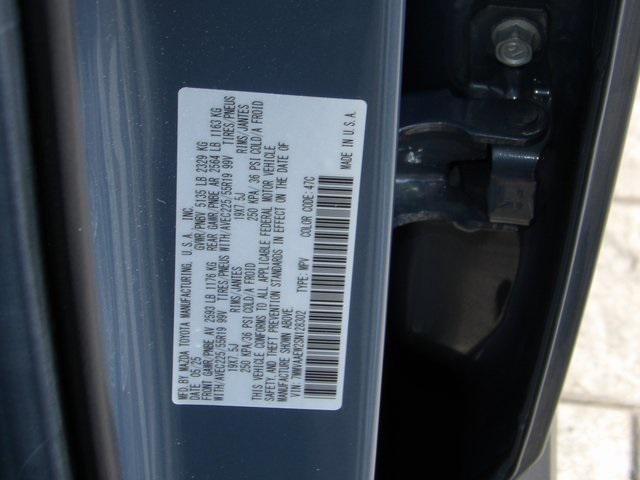 MFD. BY MAZDA TOYOTA MANUFACTURING, U.S.A., INC.
DATE: 05/25 GVWR/PNBV 5135 LB 2329 KG
FRONT GAWR/PNBE AV 2593 LB 1176 KG REAR GAWR/PNBE AR 2564 LB 1163 KG
WITH/AVEC225/55R19 99V TIRES/PNEUS WITH/AVEC225/55R19 99V TIRES/PNEUS
19X7.5J RIMS/JANTES 19X7.5J RIMS/JANTES
250 KPA/36 PSI COLD/A FROID 250 KPA/36 PSI COLD/A FROID
THIS VEHICLE CONFORMS TO ALL APPLICABLE FEDERAL MOTOR VEHICLE
SAFETY AND THEFT PREVENTION STANDARDS IN EFFECT ON THE DATE OF
MANUFACTURE SHOWN ABOVE.
VIN: TYPE: MPV COLOR CODE: 47C
MADE IN U.S.A.